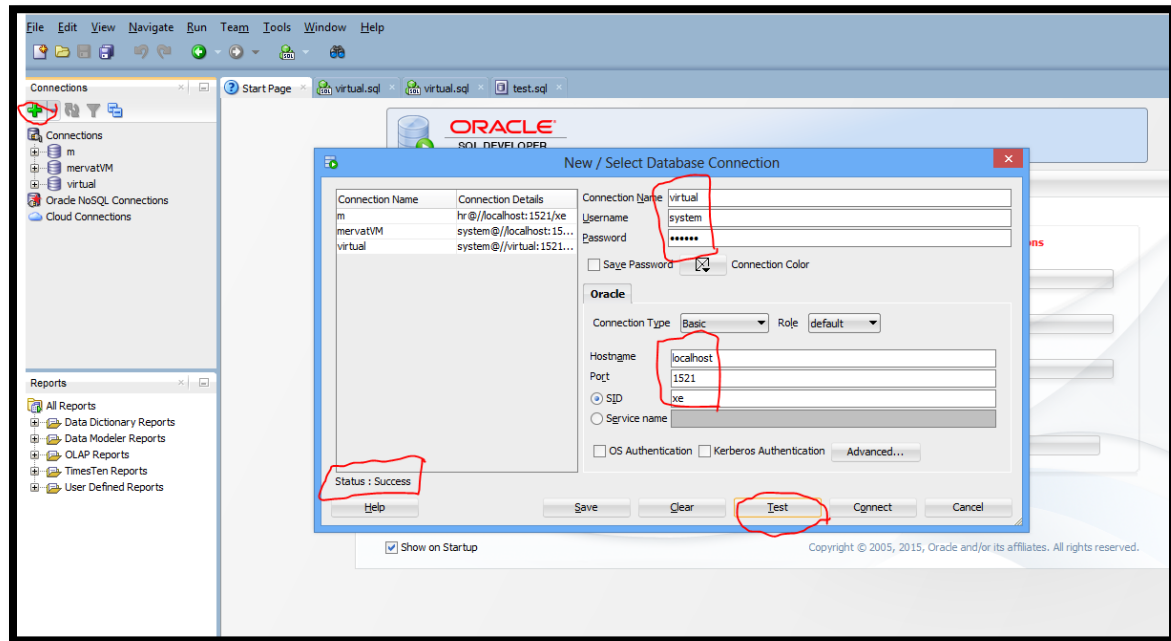 File Edit View Navigate Run Team Tools Window Help
Connections
Start Page virtual.sql virtual.sql test.sql
Connections
m
mervatVM
virtual
Oracle NoSQL Connections
Cloud Connections
ORACLE
SQL DEVELOPER
New / Select Database Connection
Connection Name Connection Details
m hr@//localhost:1521/xe
mervatVM system@//localhost:15...
virtual system@//virtual:1521...
Connection Name virtual
Username system
Password ••••••
Save Password Connection Color
Oracle
Connection Type Basic Role default
Hostname localhost
Port 1521
SID xe
Service name
OS Authentication Kerberos Authentication Advanced...
Status : Success
Help Save Clear Test Connect Cancel
ns
Reports
All Reports
Data Dictionary Reports
Data Modeler Reports
OLAP Reports
TimesTen Reports
User Defined Reports
Show on Startup Copyright © 2005, 2015, Oracle and/or its affiliates. All rights reserved.